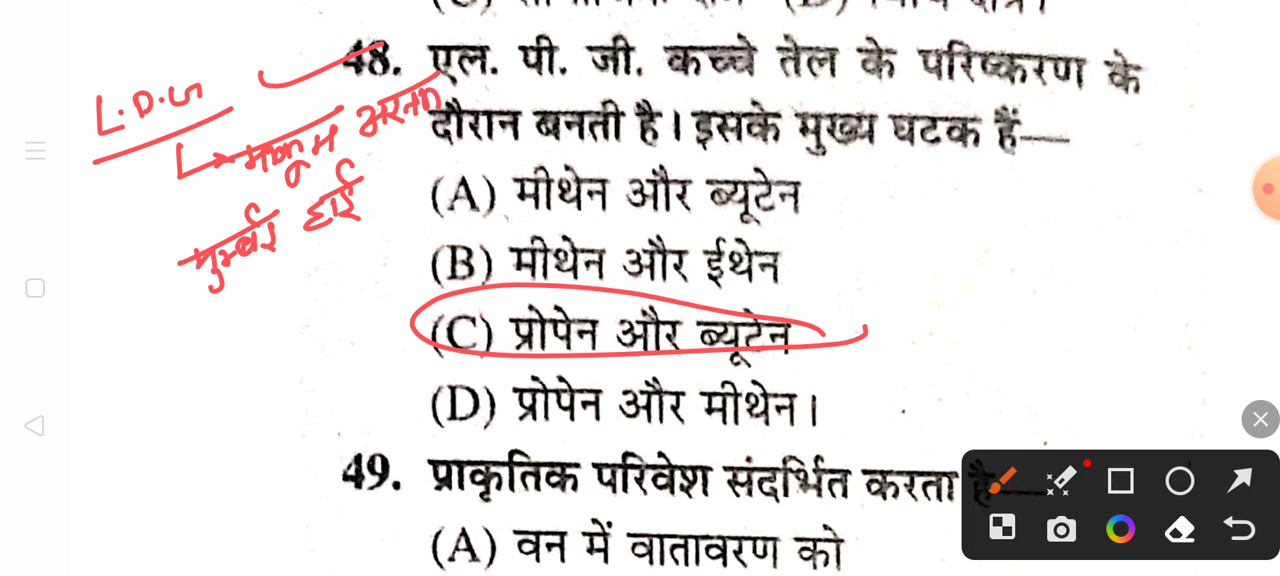 48. एल. पी. जी. कच्चे तेल के परिष्करण के
दौरान बनती है। इसके मुख्य घटक हैं—
(A) मीथेन और ब्यूटेन
(B) मीथेन और ईथेन
(C) प्रोपेन और ब्यूटेन
(D) प्रोपेन और मीथेन।
49. प्राकृतिक परिवेश संदर्भित करता है—
(A) वन में वातावरण को
मुम्बई हाई